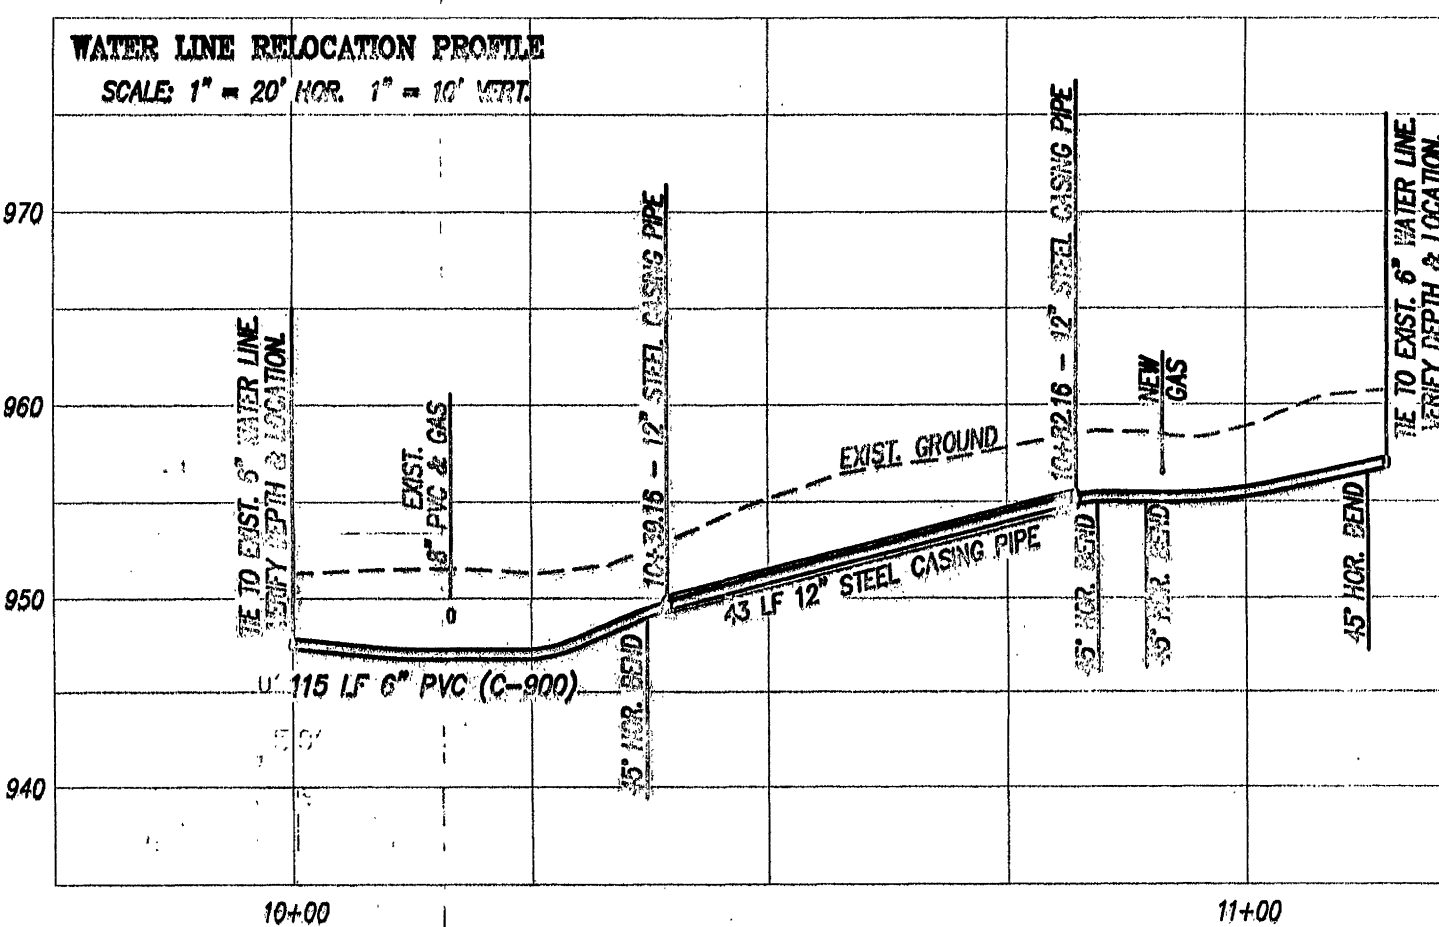 WATER LINE RELOCATION PROFILE
SCALE: 1" = 20' HOR. 1" = 10' VERT.
970
960
950
940
TIE TO EXIST. 6" WATER LINE.
VERIFY DEPTH & LOCATION.
EXIST.
8" PVC & GAS
10+39.16 - 12" STEEL CASING PIPE
EXIST. GROUND
10+82.16 - 12" STEEL CASING PIPE
NEW
GAS
TIE TO EXIST. 6" WATER LINE.
VERIFY DEPTH & LOCATION.
43 LF 12" STEEL CASING PIPE
115 LF 6" PVC (C-900)
45° HOR. BEND
45° HOR. BEND
45° HOR. BEND
45° HOR. BEND
10+00
11+00